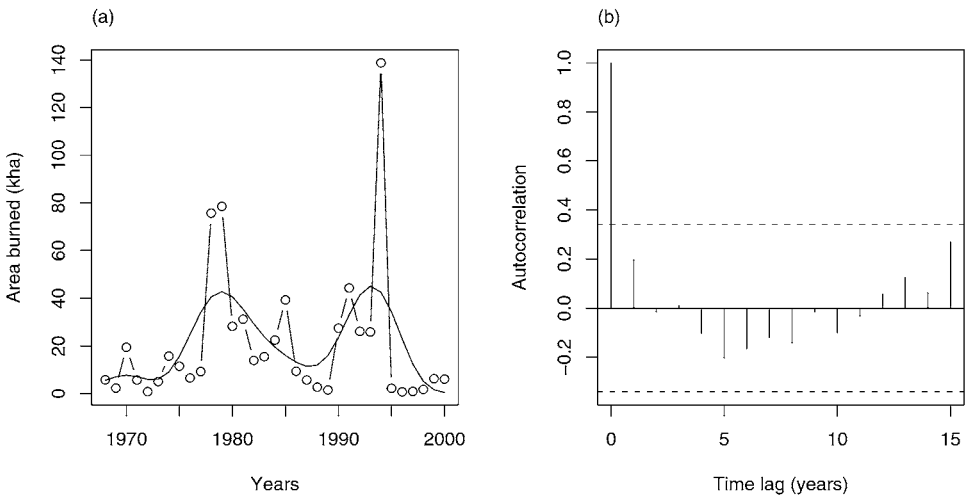 (a)
Area burned (kha)
140
120
100
80
60
40
20
0
1970 1980 1990 2000
Years
(b)
Autocorrelation
1.0
0.8
0.6
0.4
0.2
0.0
−0.2
0 5 10 15
Time lag (years)